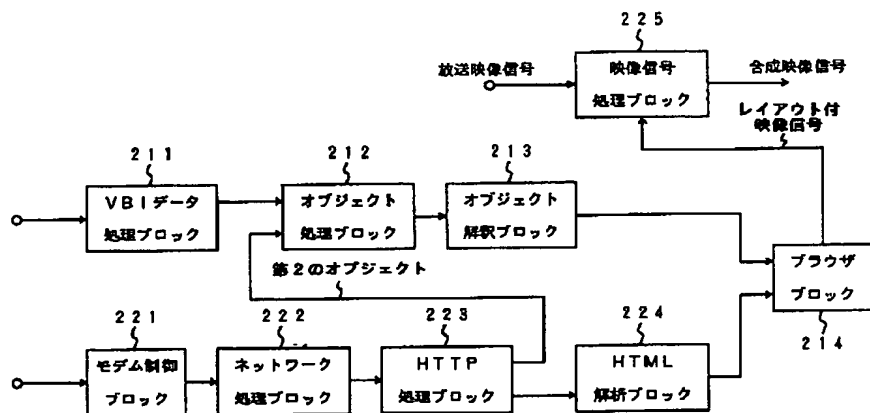 225
放送映像信号
映像信号
処理ブロック
合成映像信号
レイアウト付
映像信号
211
212
213
VBIデータ
処理ブロック
オブジェクト
処理ブロック
オブジェクト
解釈ブロック
第2のオブジェクト
ブラウザ
ブロック
214
221
222
223
224
モデム制御
ブロック
ネットワーク
処理ブロック
HTTP
処理ブロック
HTML
解析ブロック